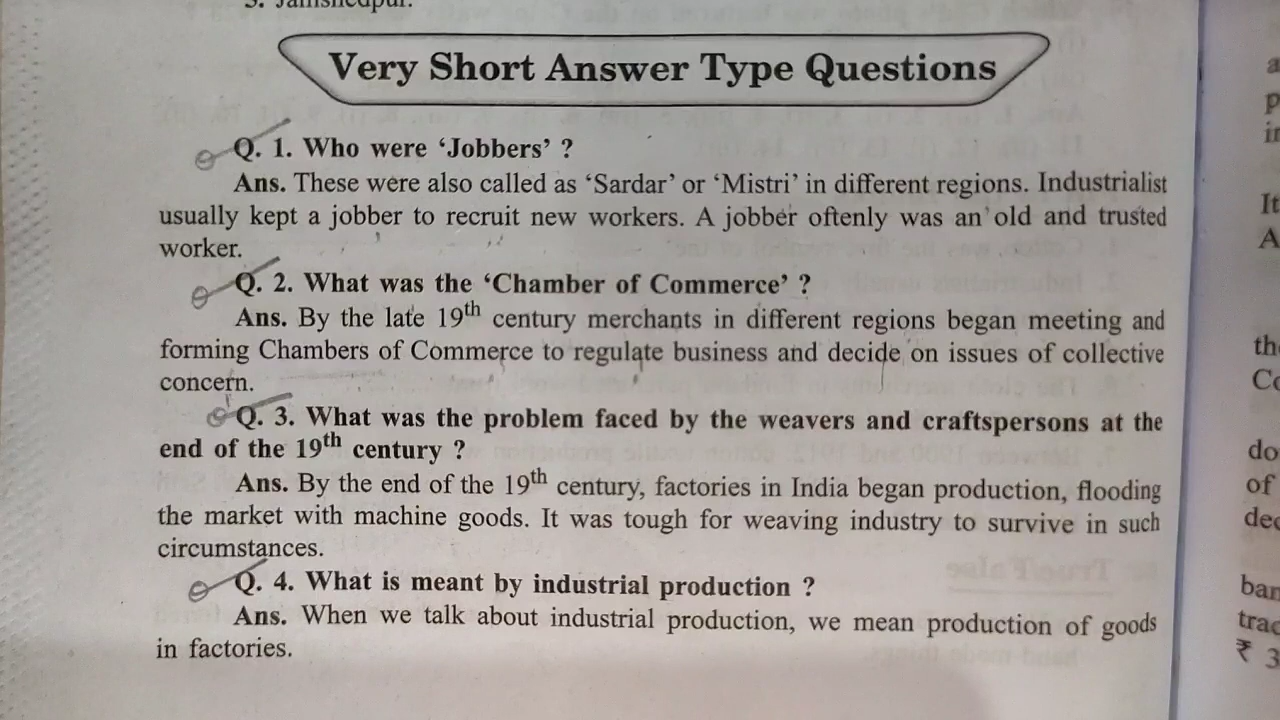 5. Jamshedpur.
Very Short Answer Type Questions
Q. 1. Who were ‘Jobbers’ ?
Ans. These were also called as ‘Sardar’ or ‘Mistri’ in different regions. Industrialist
usually kept a jobber to recruit new workers. A jobber oftenly was an old and trusted
worker.
Q. 2. What was the ‘Chamber of Commerce’ ?
Ans. By the late 19th century merchants in different regions began meeting and
forming Chambers of Commerce to regulate business and decide on issues of collective
concern.
Q. 3. What was the problem faced by the weavers and craftspersons at the
end of the 19th century ?
Ans. By the end of the 19th century, factories in India began production, flooding
the market with machine goods. It was tough for weaving industry to survive in such
circumstances.
Q. 4. What is meant by industrial production ?
Ans. When we talk about industrial production, we mean production of goods
in factories.
It
A
do
of
₹ 3